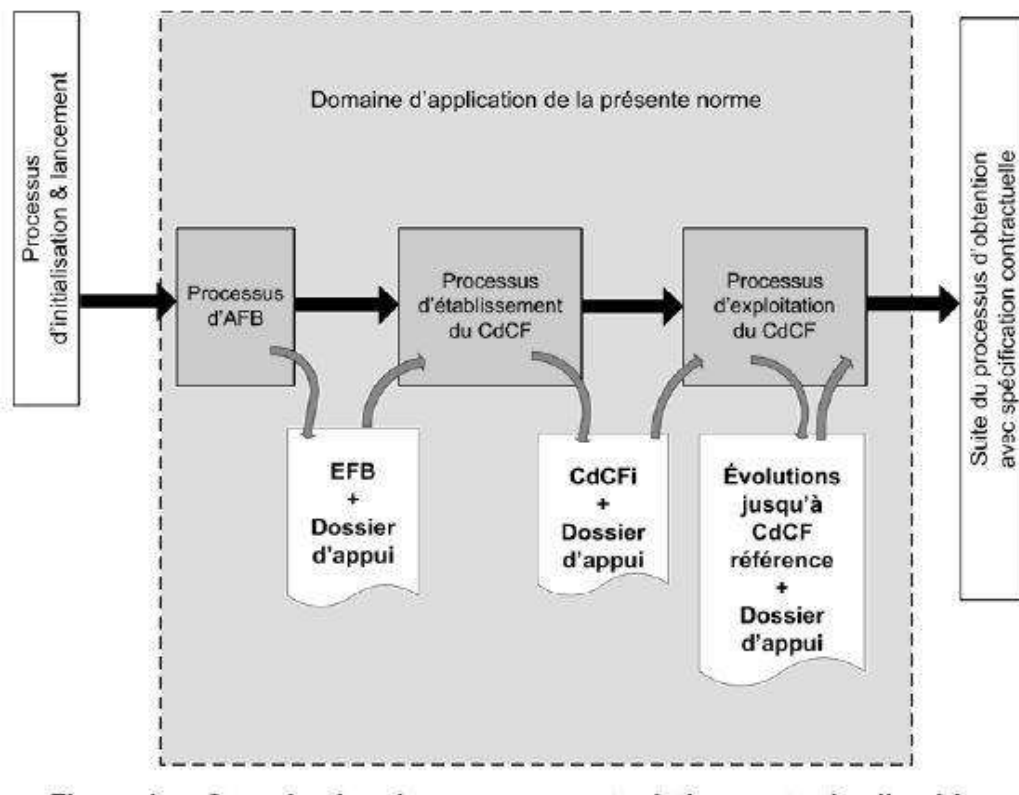 Processus
d'initialisation & lancement
Domaine d'application de la présente norme
Processus
d'AFB
Processus
d'établissement
du CdCF
Processus
d'exploitation
du CdCF
EFB
+
Dossier
d'appui
CdCFi
+
Dossier
d'appui
Évolutions
jusqu'à
CdCF
référence
+
Dossier
d'appui
Suite du processus d'obtention
avec spécification contractuelle